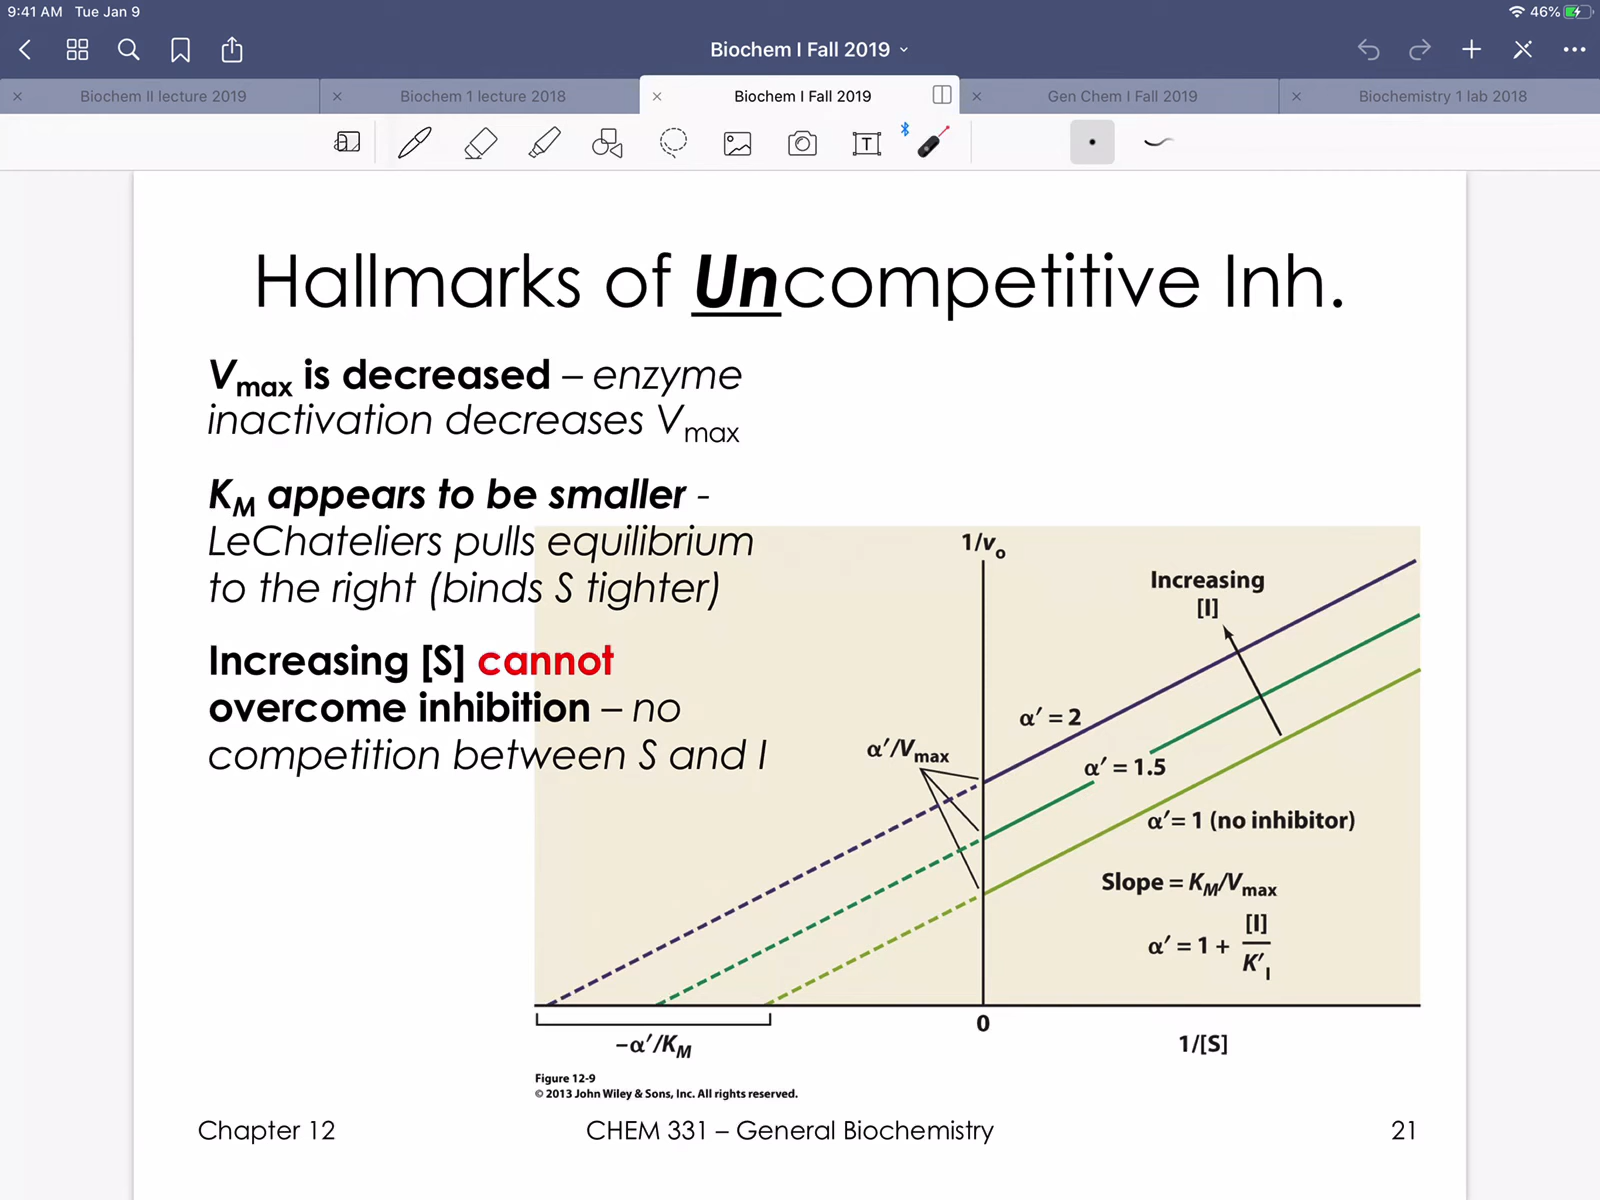 9:41 AM Tue Jan 9
46%
Biochem I Fall 2019
Biochem II lecture 2019
Biochem 1 lecture 2018
Biochem I Fall 2019
Gen Chem I Fall 2019
Biochemistry 1 lab 2018
Hallmarks of Uncompetitive Inh.
Vmax is decreased – enzyme
inactivation decreases Vmax
KM appears to be smaller -
LeChateliers pulls equilibrium
to the right (binds S tighter)
Increasing [S] cannot
overcome inhibition – no
competition between S and I
1/vo
Increasing
[I]
α′ = 2
α′/Vmax
α′ = 1.5
α′= 1 (no inhibitor)
Slope = KM/Vmax
α′ = 1 + [I]/K′I
0
–α′/KM
1/[S]
Figure 12-9
© 2013 John Wiley & Sons, Inc. All rights reserved.
Chapter 12
CHEM 331 – General Biochemistry
21